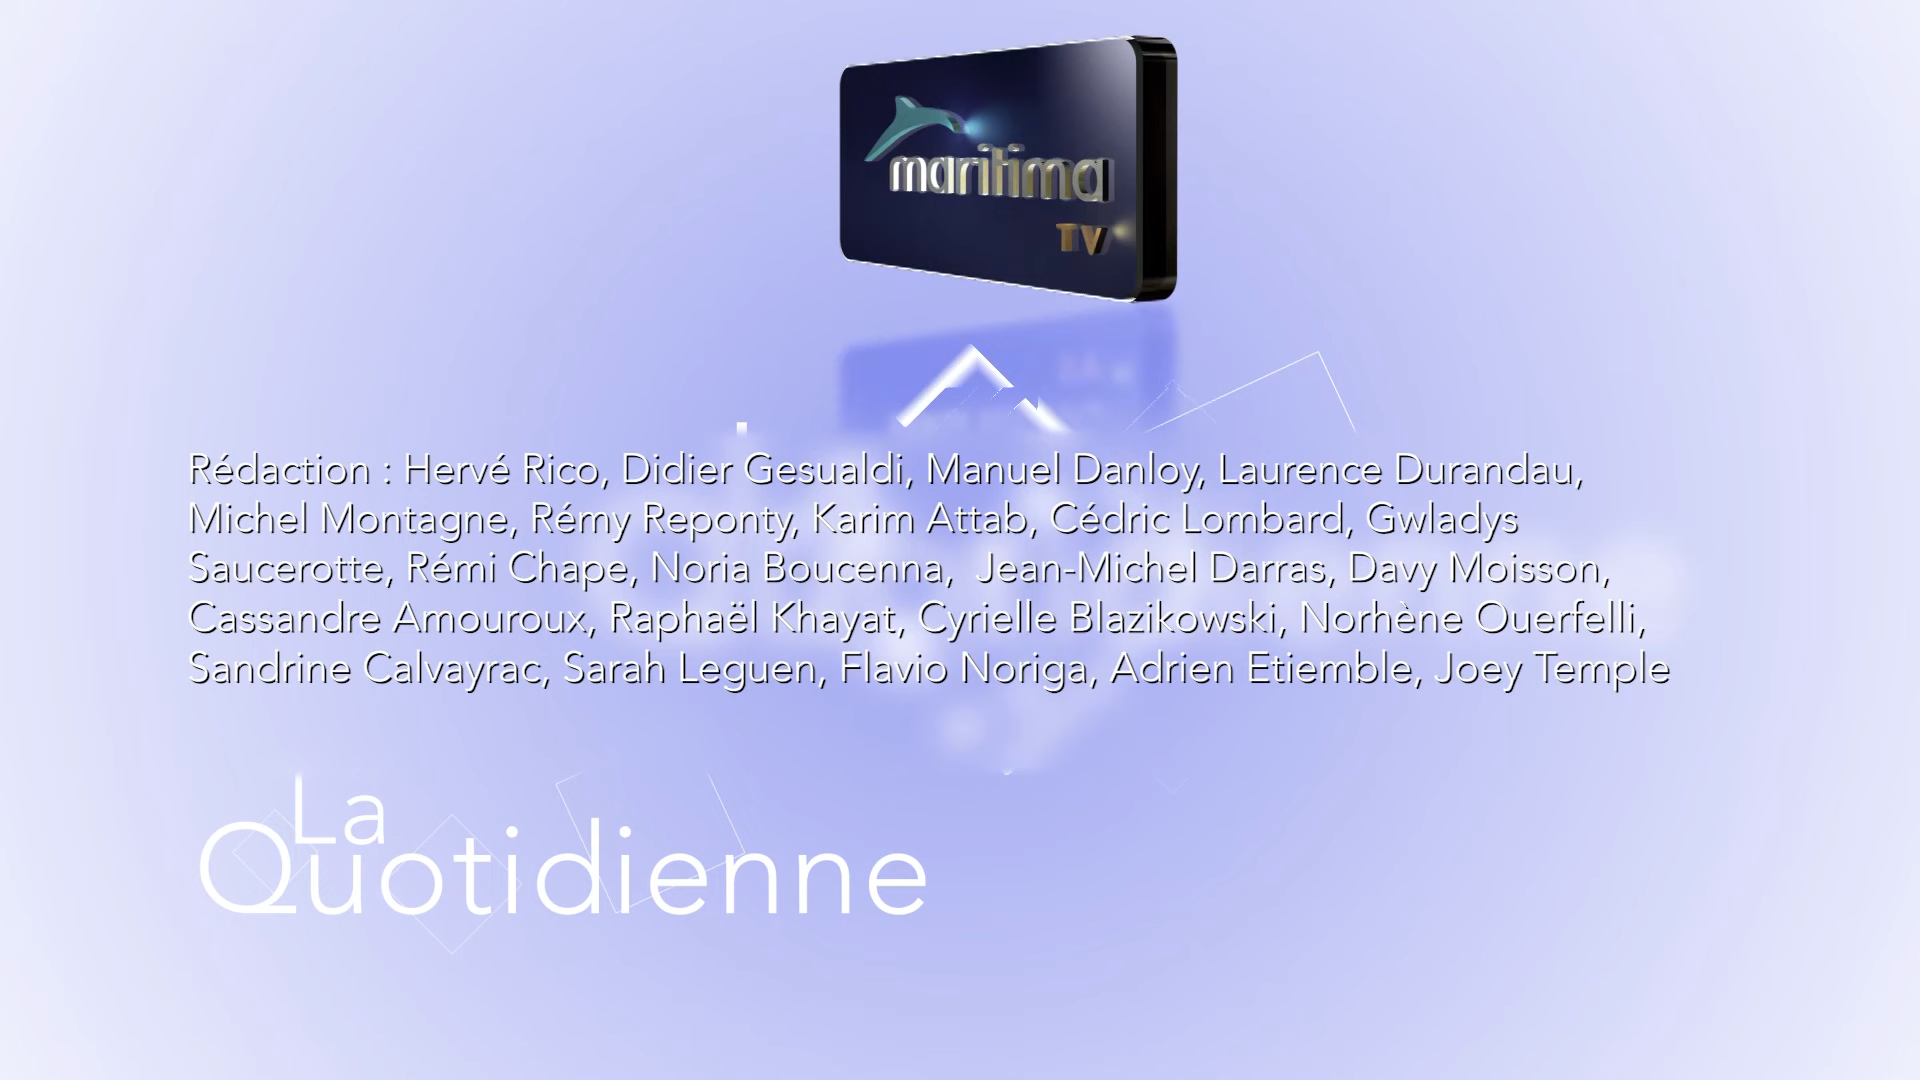 maritima
TV
Rédaction : Hervé Rico, Didier Gesualdi, Manuel Danloy, Laurence Durandau,
Michel Montagne, Rémy Reponty, Karim Attab, Cédric Lombard, Gwladys
Saucerotte, Rémi Chape, Noria Boucenna, Jean-Michel Darras, Davy Moisson,
Cassandre Amouroux, Raphaël Khayat, Cyrielle Blazikowski, Norhène Ouerfelli,
Sandrine Calvayrac, Sarah Leguen, Flavio Noriga, Adrien Etiemble, Joey Temple
La
Quotidienne